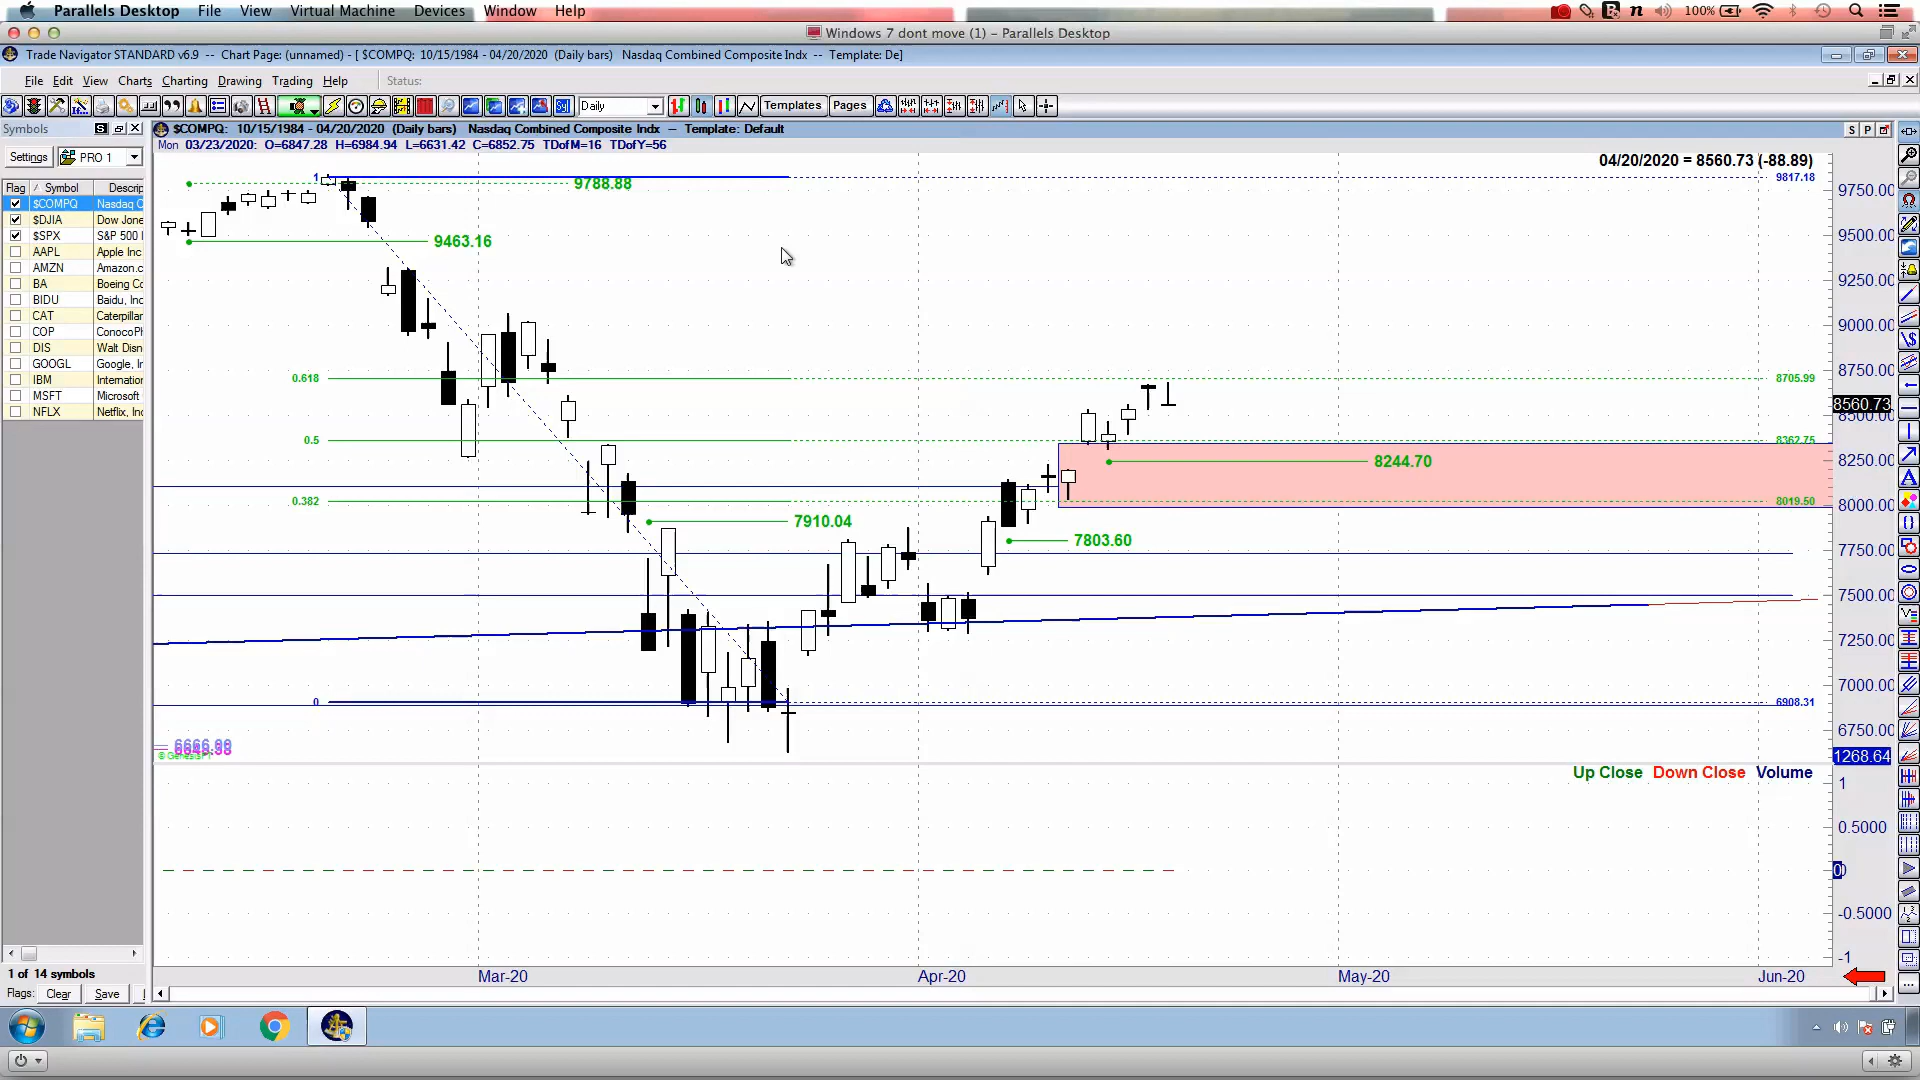 Parallels Desktop File View Virtual Machine Devices Window Help 100%
Windows 7 dont move (1) - Parallels Desktop
Trade Navigator STANDARD v6.9 -- Chart Page: (unnamed) - [ $COMPQ: 10/15/1984 - 04/20/2020 (Daily bars) Nasdaq Combined Composite Indx -- Template: De]
File Edit View Charts Charting Drawing Trading Help Status:
Daily Templates Pages
Symbols S
$COMPQ: 10/15/1984 - 04/20/2020 (Daily bars) Nasdaq Combined Composite Indx -- Template: Default S P
Mon 03/23/2020: O=6847.28 H=6984.94 L=6631.42 C=6852.75 TDofM=16 TDofY=56
Settings PRO 1
04/20/2020 = 8560.73 (-88.89)
Flag Symbol Descrip
$COMPQ Nasdaq C
$DJIA Dow Jone
$SPX S&P 500 I
AAPL Apple Inc
AMZN Amazon.c
BA Boeing Co
BIDU Baidu, Inc
CAT Caterpillar
COP ConocoPh
DIS Walt Disn
GOOGL Google, In
IBM Internatio
MSFT Microsoft
NFLX Netflix, Inc
1 9788.88 9817.18
9463.16
0.618 8705.99
0.5 8362.75
8244.70
0.382 8019.50
7910.04
7803.60
0 6908.31
6666.99
9750.00
9500.00
9250.00
9000.00
8750.00
8560.73
8500.00
8250.00
8000.00
7750.00
7500.00
7250.00
7000.00
6750.00
1268.64
Up Close Down Close Volume
1
0.5000
0
-0.5000
-1
Mar-20 Apr-20 May-20 Jun-20
1 of 14 symbols
Flags: Clear Save